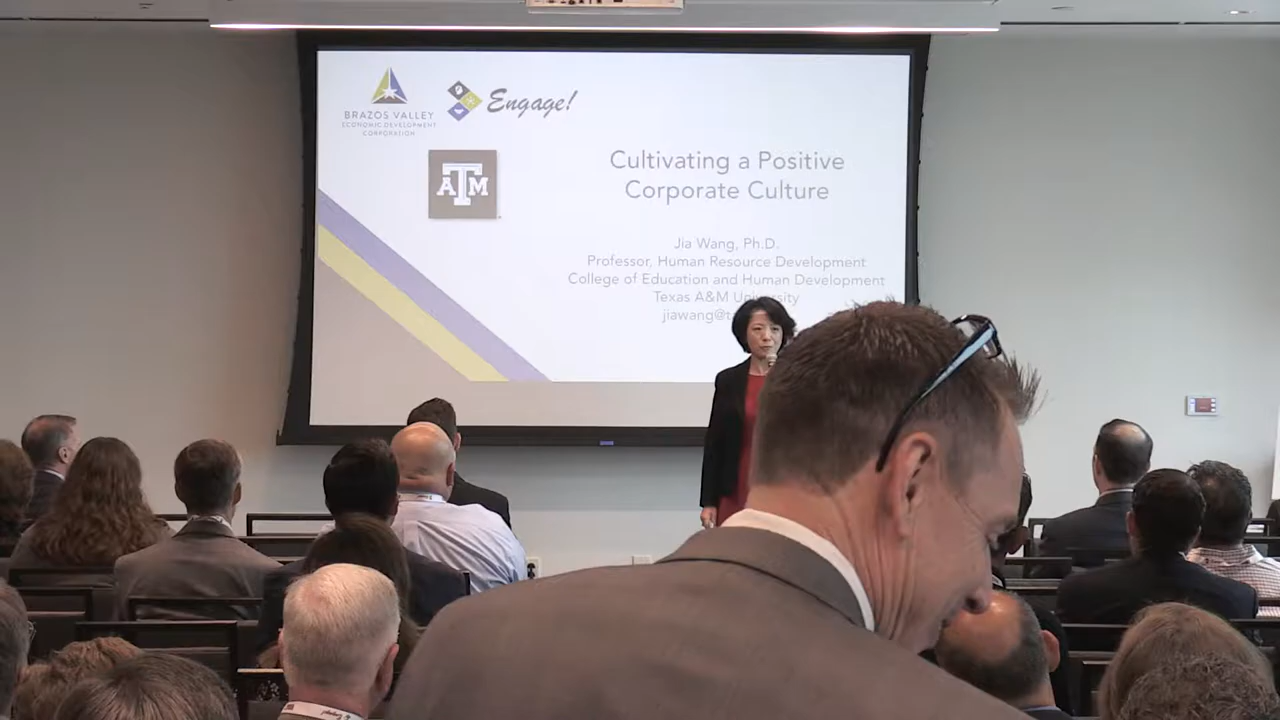 BRAZOS VALLEY
ECONOMIC DEVELOPMENT
CORPORATION
Engage!
ATM
Cultivating a Positive
Corporate Culture
Jia Wang, Ph.D.
Professor, Human Resource Development
College of Education and Human Development
Texas A&M University
jiawang@t